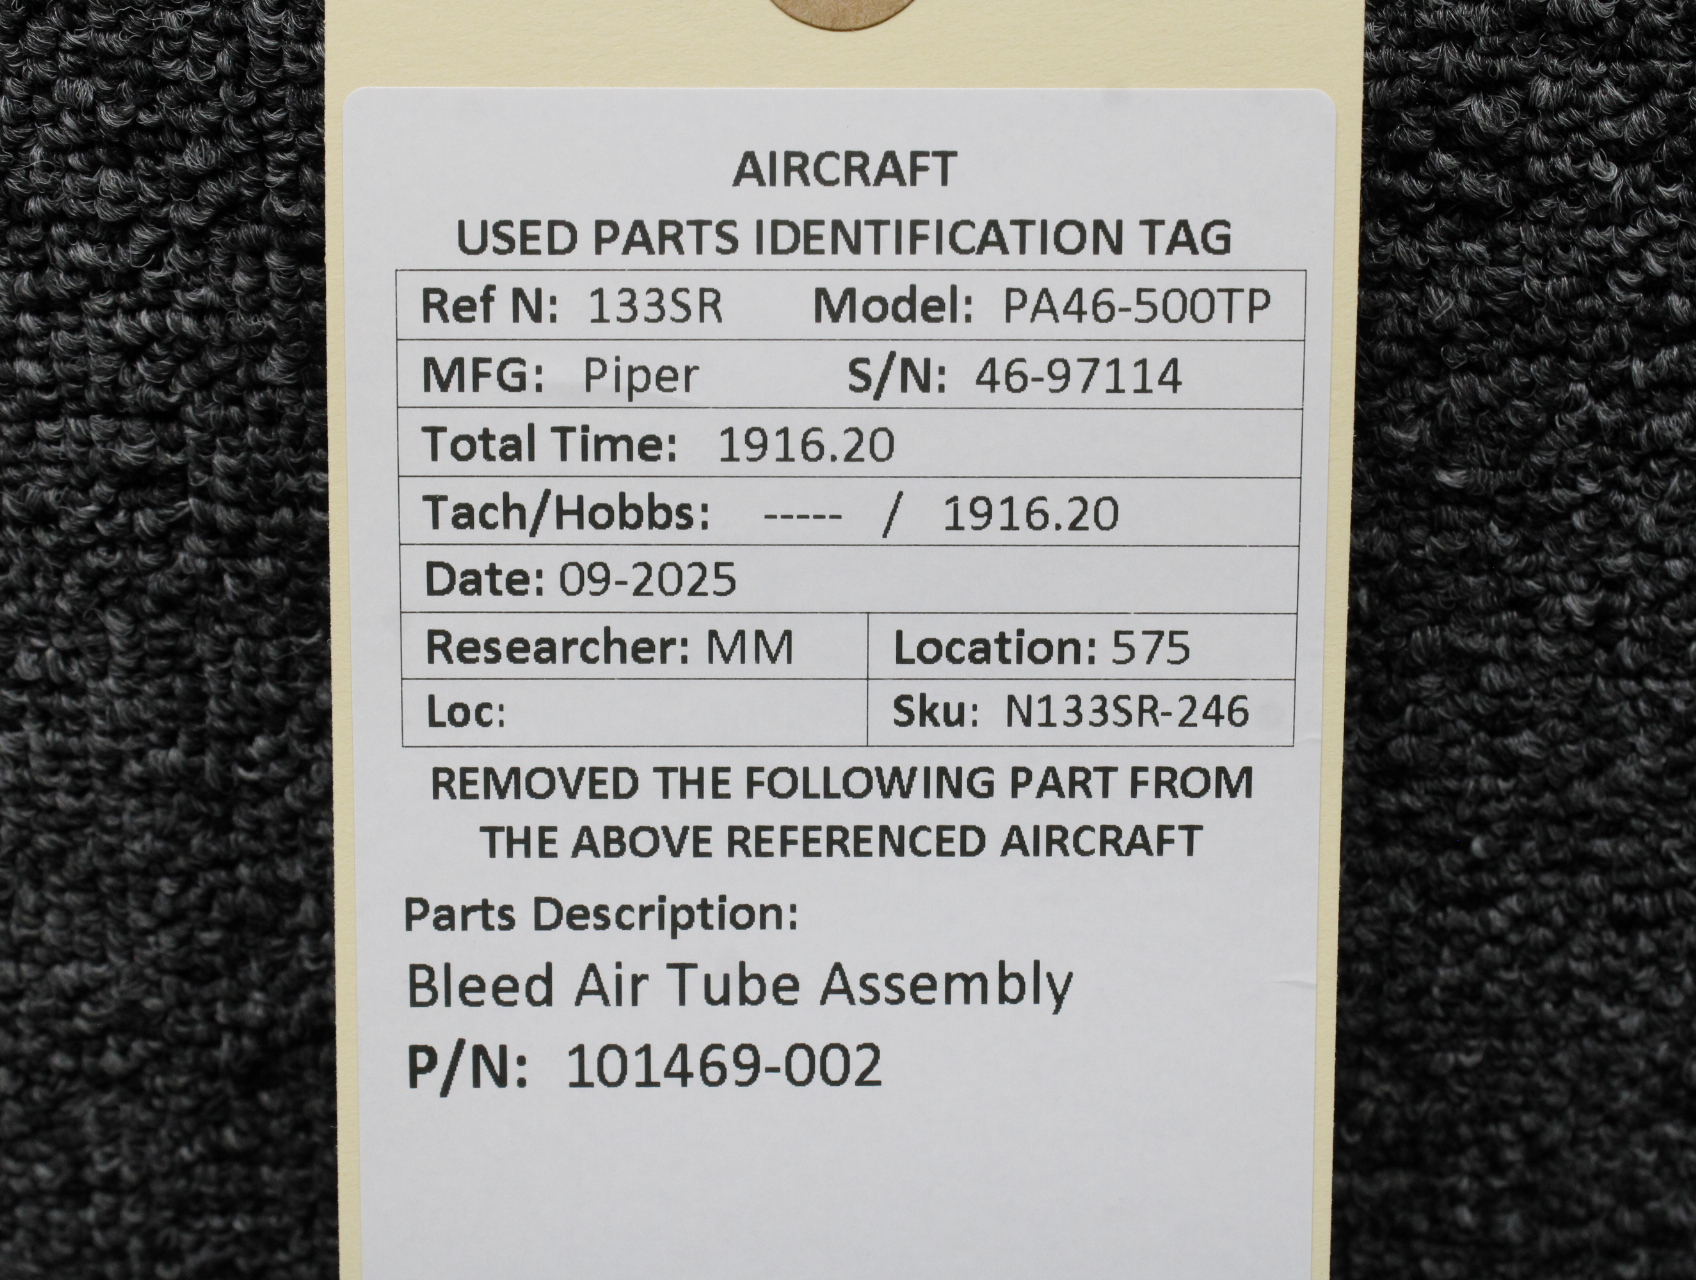 AIRCRAFT
USED PARTS IDENTIFICATION TAG
Ref N: 133SR Model: PA46-500TP
MFG: Piper S/N: 46-97114
Total Time: 1916.20
Tach/Hobbs: ----- / 1916.20
Date: 09-2025
Researcher: MM Location: 575
Loc: Sku: N133SR-246
REMOVED THE FOLLOWING PART FROM
THE ABOVE REFERENCED AIRCRAFT
Parts Description:
Bleed Air Tube Assembly
P/N: 101469-002